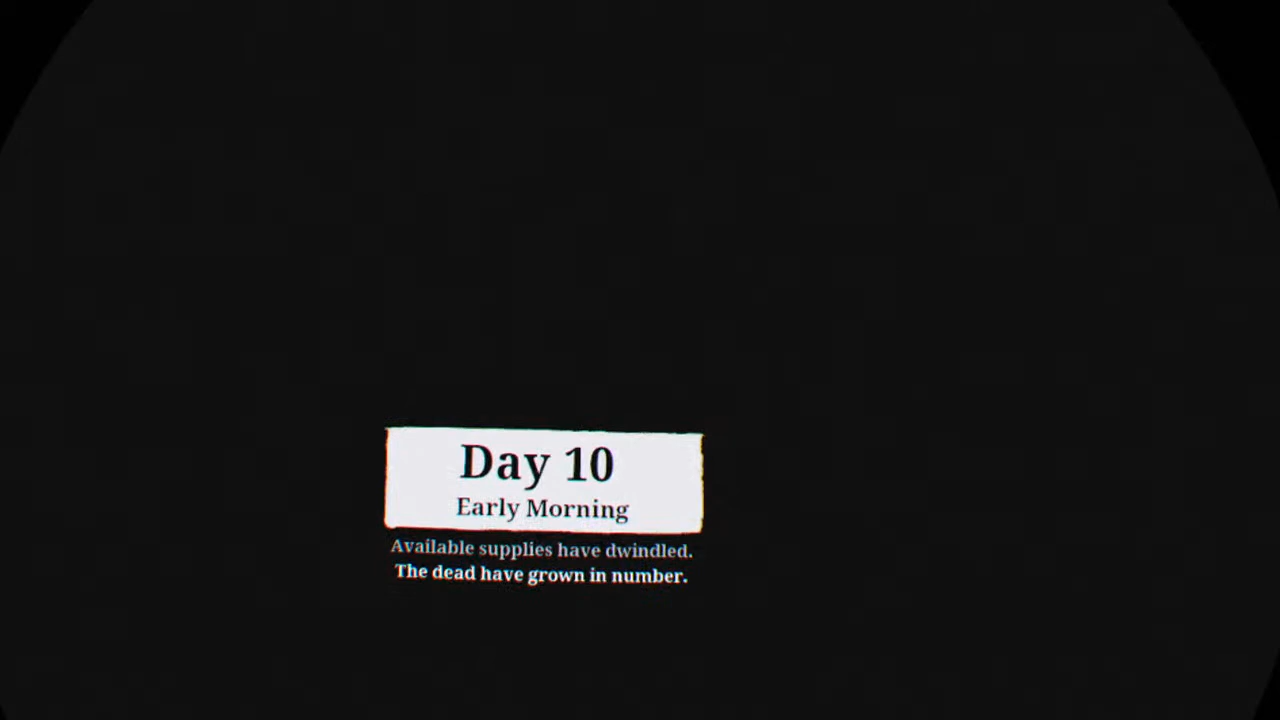 Day 10
Early Morning
Available supplies have dwindled.
The dead have grown in number.